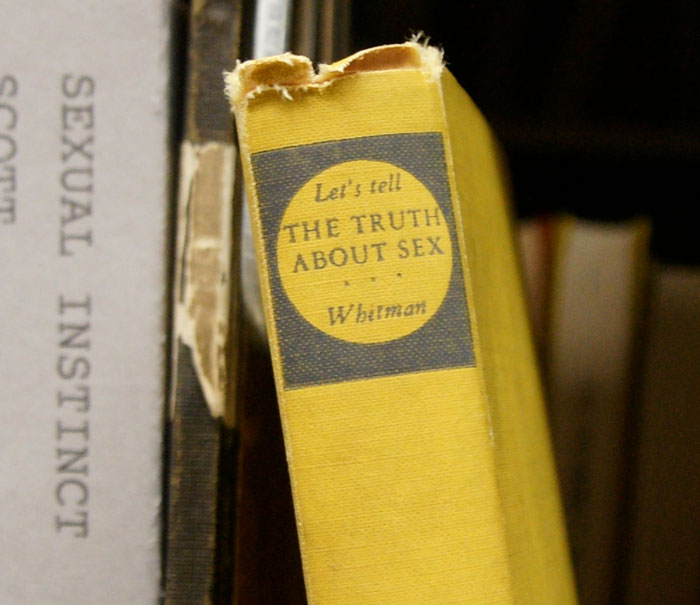 SEXUAL INSTINCT
SCOTT
Let's tell
THE TRUTH
ABOUT SEX
Whitman